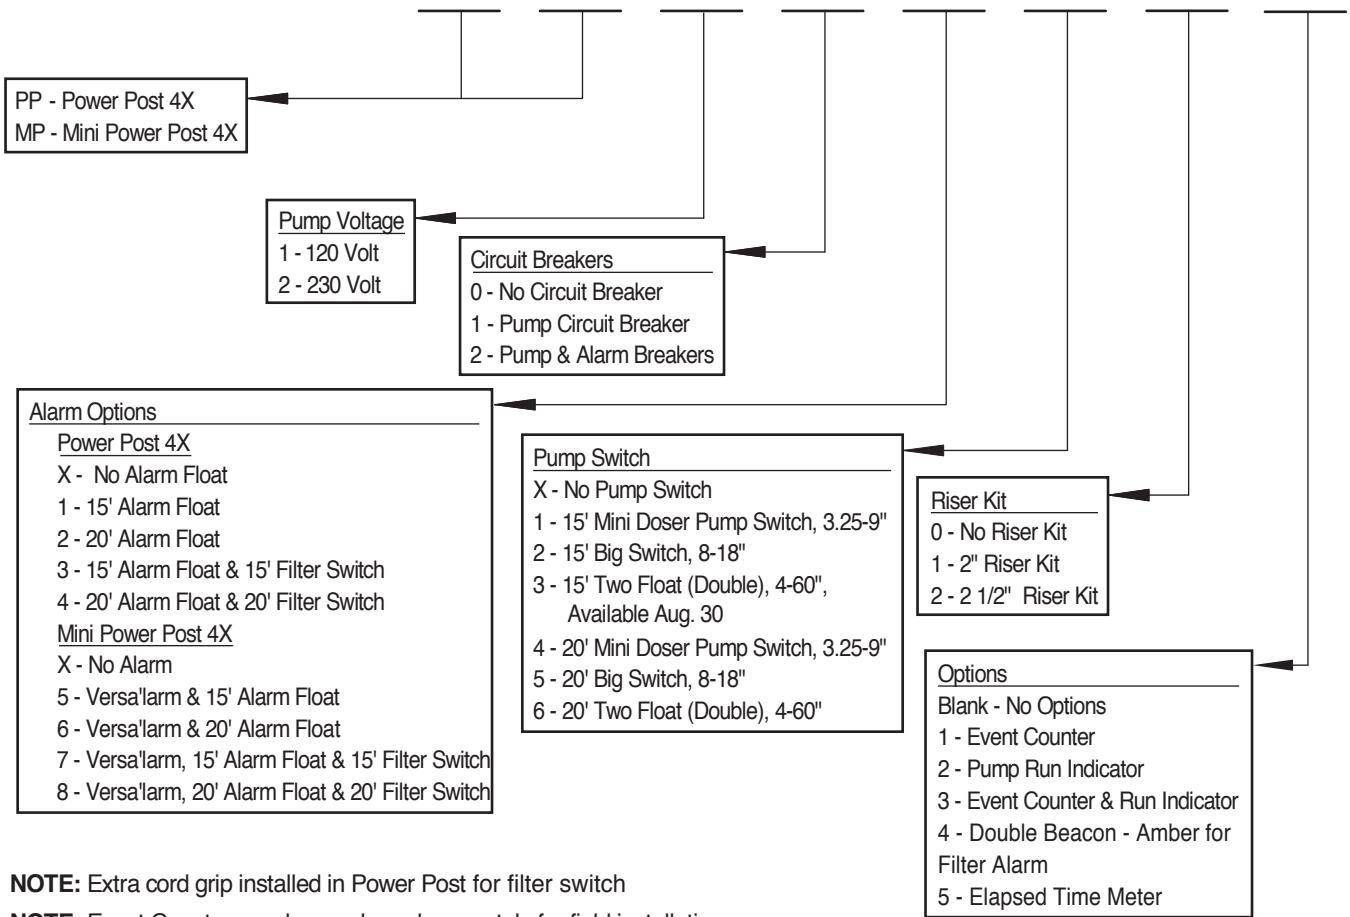 PP - Power Post 4X
MP - Mini Power Post 4X
Pump Voltage
1 - 120 Volt
2 - 230 Volt
Circuit Breakers
0 - No Circuit Breaker
1 - Pump Circuit Breaker
2 - Pump & Alarm Breakers
Alarm Options
Power Post 4X
X - No Alarm Float
1 - 15' Alarm Float
2 - 20' Alarm Float
3 - 15' Alarm Float & 15' Filter Switch
4 - 20' Alarm Float & 20' Filter Switch
Mini Power Post 4X
X - No Alarm
5 - Versa'larm & 15' Alarm Float
6 - Versa'larm & 20' Alarm Float
7 - Versa'larm, 15' Alarm Float & 15' Filter Switch
8 - Versa'larm, 20' Alarm Float & 20' Filter Switch
Pump Switch
X - No Pump Switch
1 - 15' Mini Doser Pump Switch, 3.25-9"
2 - 15' Big Switch, 8-18"
3 - 15' Two Float (Double), 4-60",
Available Aug. 30
4 - 20' Mini Doser Pump Switch, 3.25-9"
5 - 20' Big Switch, 8-18"
6 - 20' Two Float (Double), 4-60"
Riser Kit
0 - No Riser Kit
1 - 2" Riser Kit
2 - 2 1/2" Riser Kit
Options
Blank - No Options
1 - Event Counter
2 - Pump Run Indicator
3 - Event Counter & Run Indicator
4 - Double Beacon - Amber for
Filter Alarm
5 - Elapsed Time Meter
NOTE: Extra cord grip installed in Power Post for filter switch